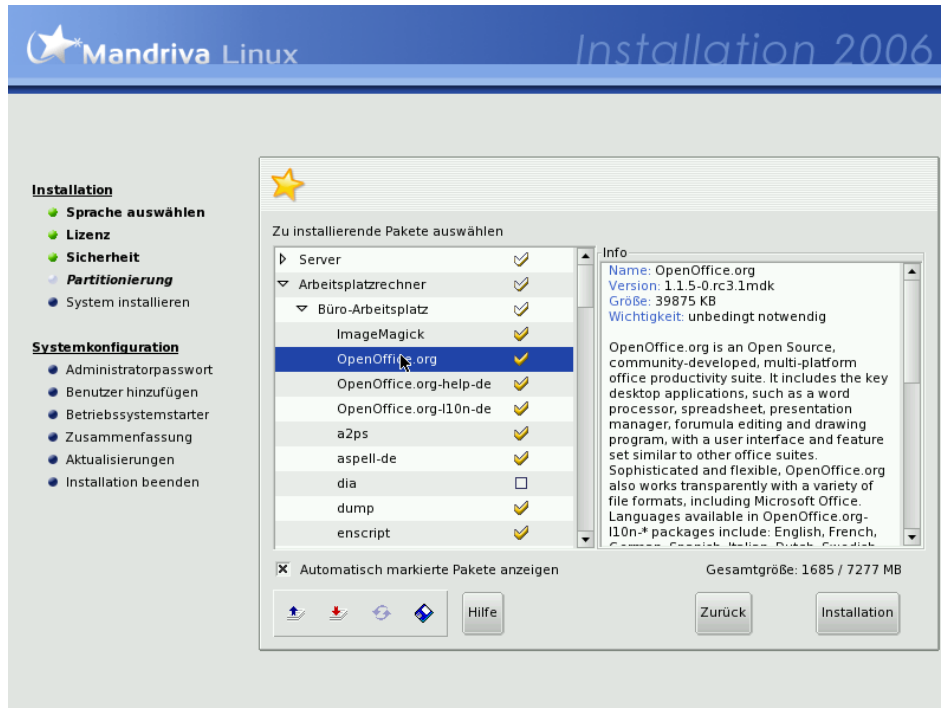 Mandriva Linux
Installation 2006
Installation
Sprache auswählen
Lizenz
Sicherheit
Partitionierung
System installieren
Systemkonfiguration
Administratorpasswort
Benutzer hinzufügen
Betriebssystemstarter
Zusammenfassung
Aktualisierungen
Installation beenden
Zu installierende Pakete auswählen
Server
Arbeitsplatzrechner
Büro-Arbeitsplatz
ImageMagick
OpenOffice.org
OpenOffice.org-help-de
OpenOffice.org-l10n-de
a2ps
aspell-de
dia
dump
enscript
Info
Name: OpenOffice.org
Version: 1.1.5-0.rc3.1mdk
Größe: 39875 KB
Wichtigkeit: unbedingt notwendig
OpenOffice.org is an Open Source,
community-developed, multi-platform
office productivity suite. It includes the key
desktop applications, such as a word
processor, spreadsheet, presentation
manager, forumula editing and drawing
program, with a user interface and feature
set similar to other office suites.
Sophisticated and flexible, OpenOffice.org
also works transparently with a variety of
file formats, including Microsoft Office.
Languages available in OpenOffice.org-
l10n-* packages include: English, French,
German, Spanish, Italian, Dutch, Swedish
Automatisch markierte Pakete anzeigen
Gesamtgröße: 1685 / 7277 MB
Hilfe
Zurück
Installation